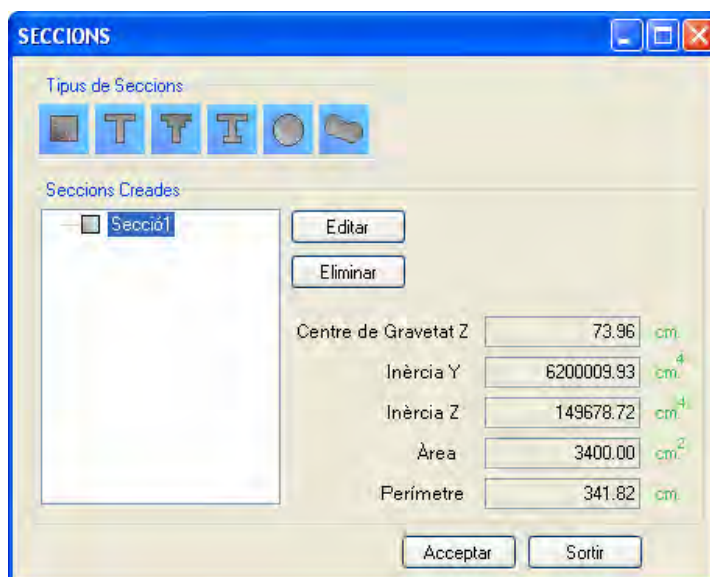 SECCIONS
Tipus de Seccions
Seccions Creades
Secció1
Editar
Eliminar
Centre de Gravetat Z 73.96 cm
Inèrcia Y 6200009.93 cm4
Inèrcia Z 149678.72 cm4
Àrea 3400.00 cm2
Perímetre 341.82 cm
Acceptar Sortir